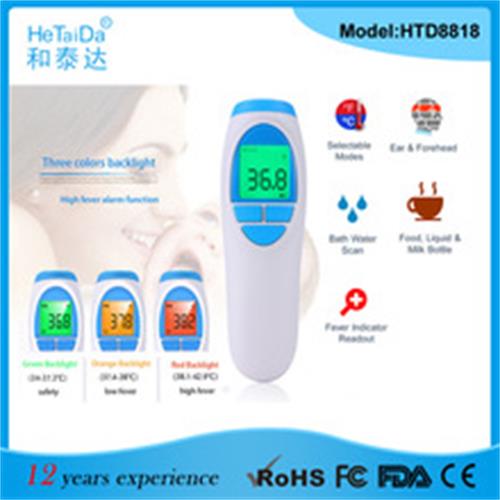 HeTaiDa®
和泰达
Model:HTD8818
Three colors backlight
High fever alarm function
36.8
°F
°C
Selectable
Modes
Ear & Forehead
Bath Water
Scan
Food, Liquid &
Milk Bottle
Fever Indicator
Readout
36.8
37.8
38.2
Green Backlight
safety
Orange Backlight
low fever
Red Backlight
high fever
12 years experience
RoHS FC FDA CE